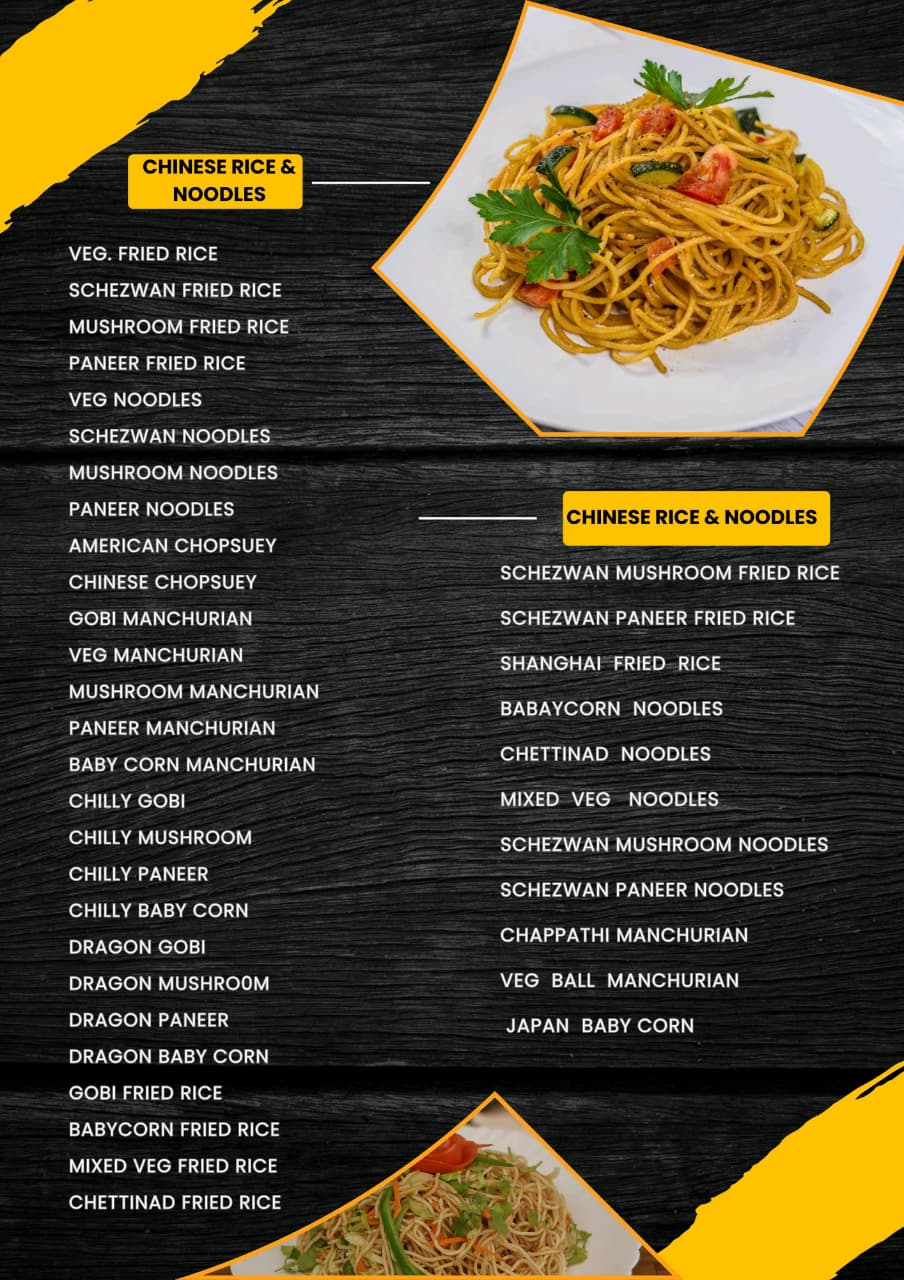 CHINESE RICE &
NOODLES
VEG. FRIED RICE
SCHEZWAN FRIED RICE
MUSHROOM FRIED RICE
PANEER FRIED RICE
VEG NOODLES
SCHEZWAN NOODLES
MUSHROOM NOODLES
PANEER NOODLES
AMERICAN CHOPSUEY
CHINESE CHOPSUEY
GOBI MANCHURIAN
VEG MANCHURIAN
MUSHROOM MANCHURIAN
PANEER MANCHURIAN
BABY CORN MANCHURIAN
CHILLY GOBI
CHILLY MUSHROOM
CHILLY PANEER
CHILLY BABY CORN
DRAGON GOBI
DRAGON MUSHRO0M
DRAGON PANEER
DRAGON BABY CORN
GOBI FRIED RICE
BABYCORN FRIED RICE
MIXED VEG FRIED RICE
CHETTINAD FRIED RICE
CHINESE RICE & NOODLES
SCHEZWAN MUSHROOM FRIED RICE
SCHEZWAN PANEER FRIED RICE
SHANGHAI FRIED RICE
BABAYCORN NOODLES
CHETTINAD NOODLES
MIXED VEG NOODLES
SCHEZWAN MUSHROOM NOODLES
SCHEZWAN PANEER NOODLES
CHAPPATHI MANCHURIAN
VEG BALL MANCHURIAN
JAPAN BABY CORN